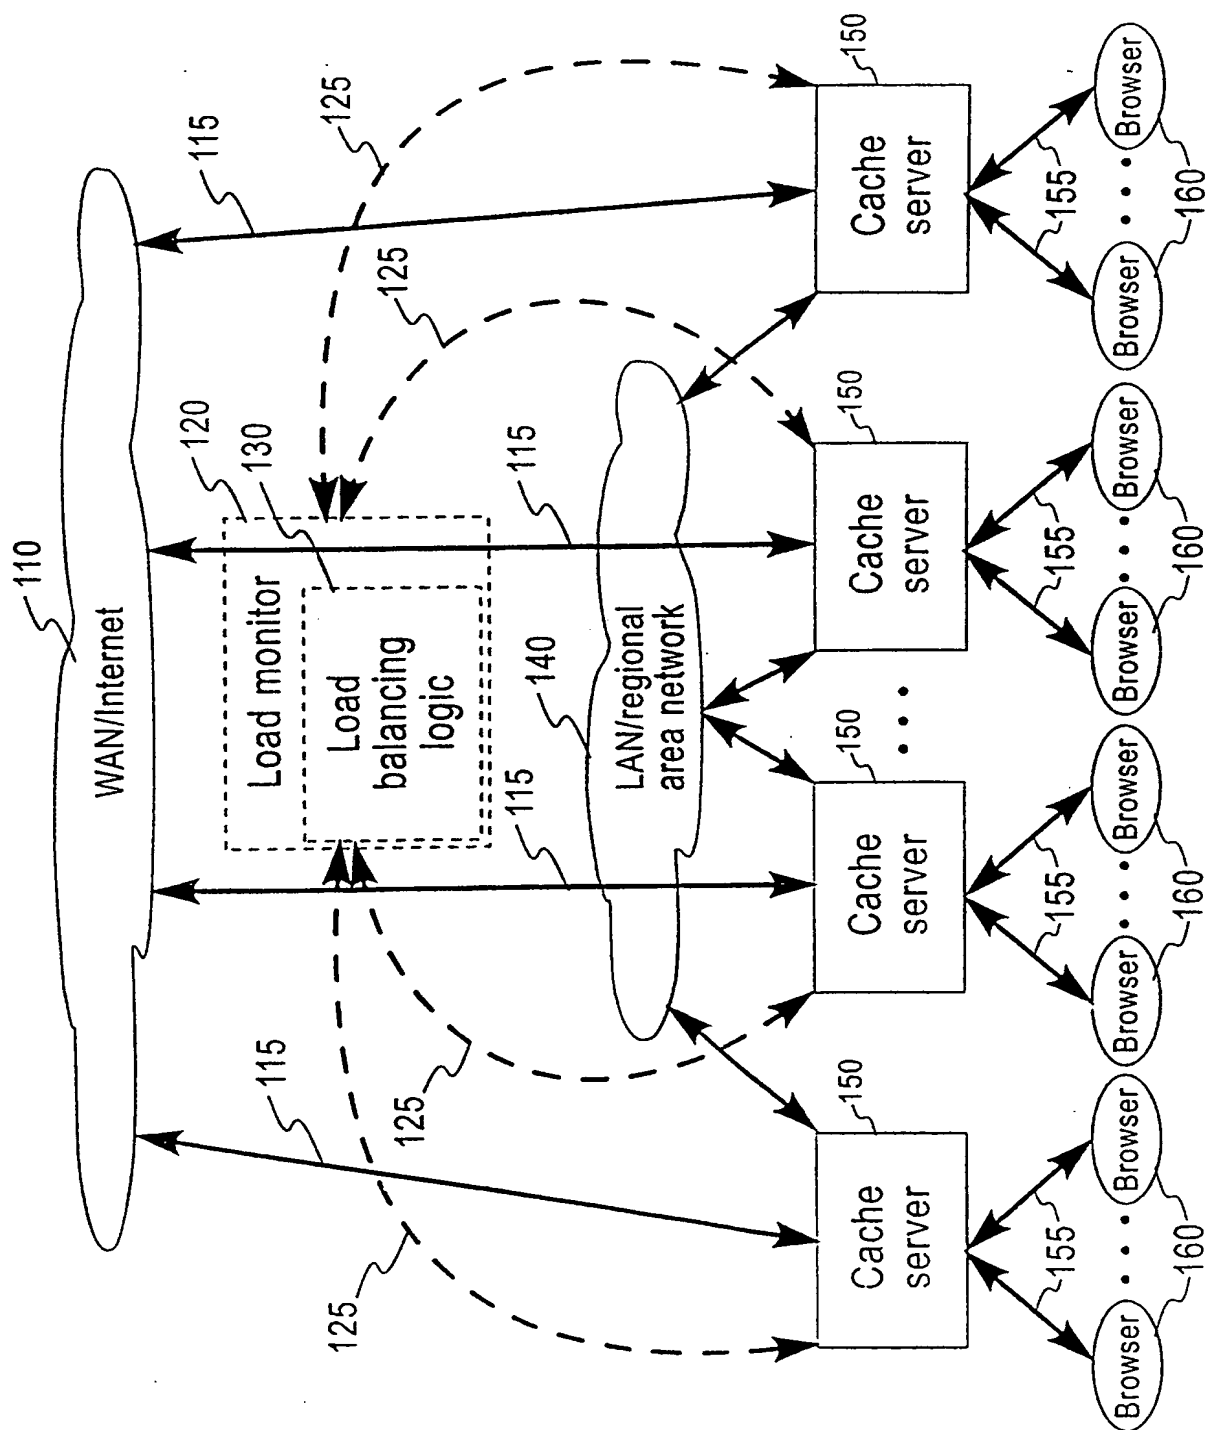 110
WAN/Internet
115
120
125
Load monitor
130
115
125
Load
balancing
logic
125
125
115
115
140
LAN/regional
area network
150
150
150
150
Cache
server
Cache
server
Cache
server
Cache
server
155
155
155
155
Browser
Browser
Browser
Browser
Browser
Browser
Browser
Browser
160
160
160
160